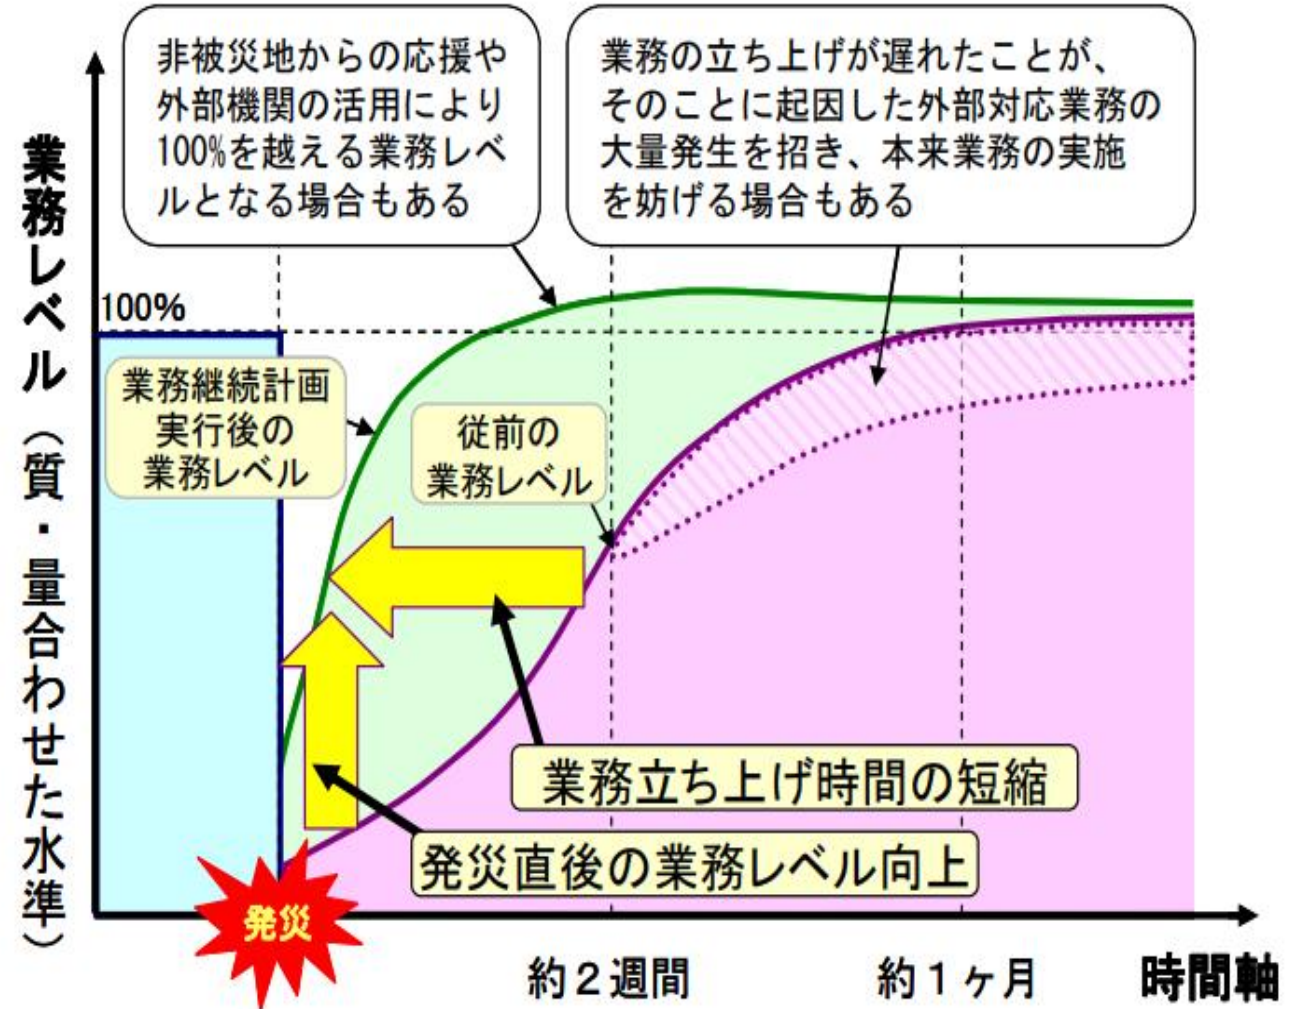 非被災地からの応援や
外部機関の活用により
100%を越える業務レベ
ルとなる場合もある
業務の立ち上げが遅れたことが、
そのことに起因した外部対応業務の
大量発生を招き、本来業務の実施
を妨げる場合もある
業務レベル（質・量合わせた水準）
100%
業務継続計画
実行後の
業務レベル
従前の
業務レベル
業務立ち上げ時間の短縮
発災直後の業務レベル向上
発災
約２週間
約１ヶ月
時間軸